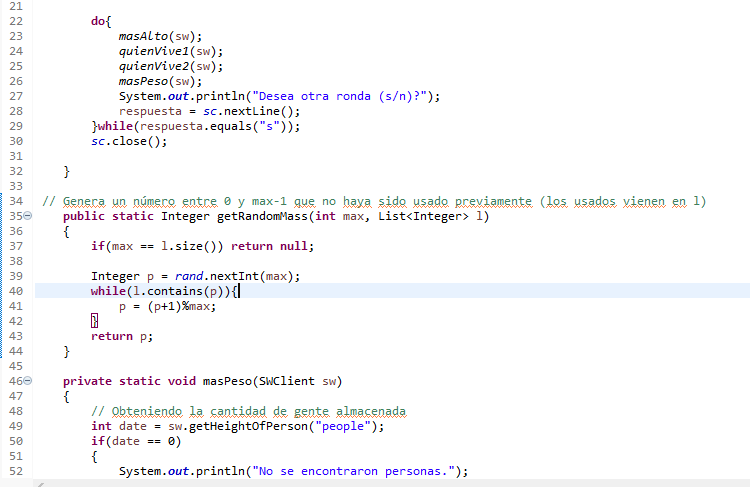 21
22 do{
23 masAlto(sw);
24 quienVive1(sw);
25 quienVive2(sw);
26 masPeso(sw);
27 System.out.println("Desea otra ronda (s/n)?");
28 respuesta = sc.nextLine();
29 }while(respuesta.equals("s"));
30 sc.close();
31
32 }
33
34 // Genera un número entre 0 y max-1 que no haya sido usado previamente (los usados vienen en l)
35 public static Integer getRandomMass(int max, List<Integer> l)
36 {
37 if(max == l.size()) return null;
38
39 Integer p = rand.nextInt(max);
40 while(l.contains(p)){
41 p = (p+1)%max;
42 }
43 return p;
44 }
45
46 private static void masPeso(SWClient sw)
47 {
48 // Obteniendo la cantidad de gente almacenada
49 int date = sw.getHeightOfPerson("people");
50 if(date == 0)
51 {
52 System.out.println("No se encontraron personas.");